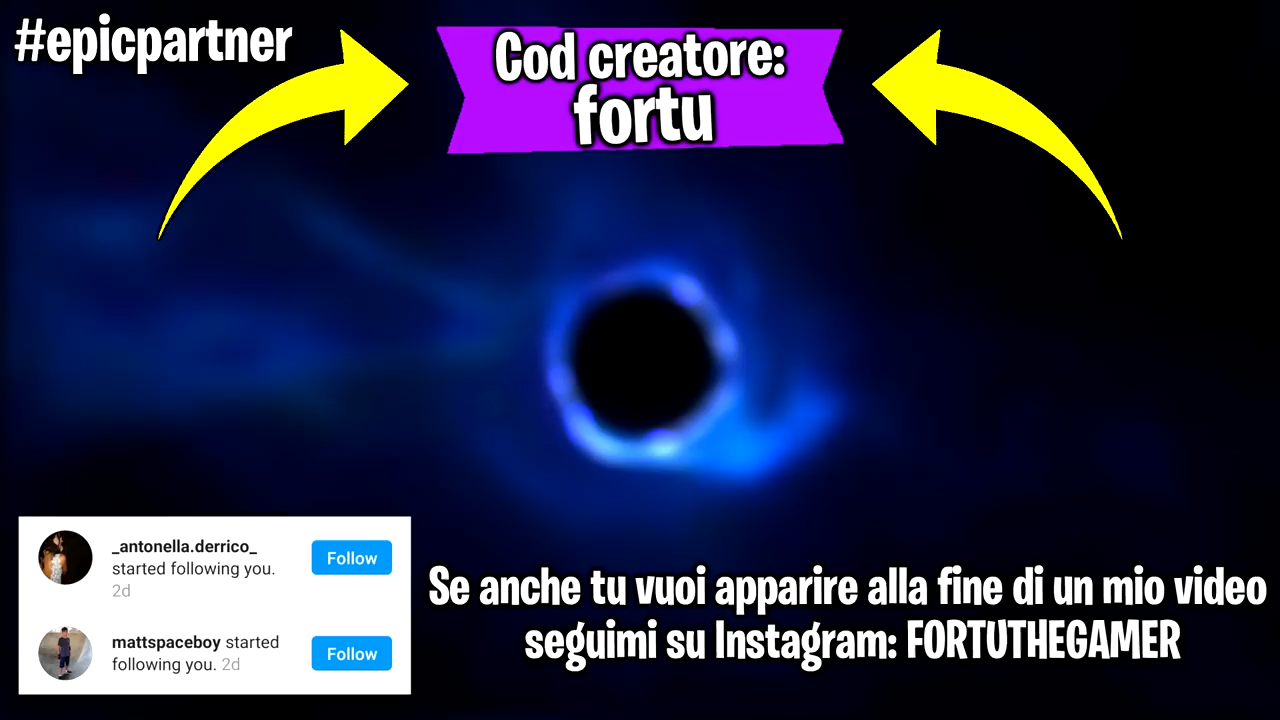 #epicpartner
Cod creatore:
fortu
_antonella.derrico_
started following you.
2d
Follow
mattspaceboy started
following you. 2d
Follow
Se anche tu vuoi apparire alla fine di un mio video
seguimi su Instagram: FORTUTHEGAMER